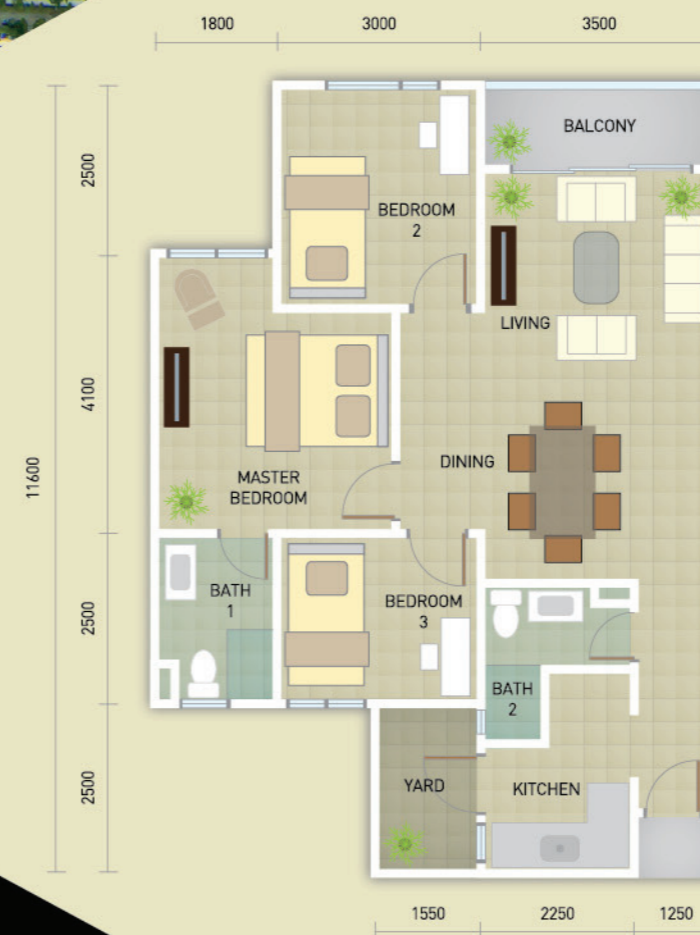 1800
3000
3500
BALCONY
2500
BEDROOM
2
LIVING
4100
11600
DINING
MASTER
BEDROOM
BATH
1
BEDROOM
3
2500
BATH
2
2500
YARD
KITCHEN
1550
2250
1250